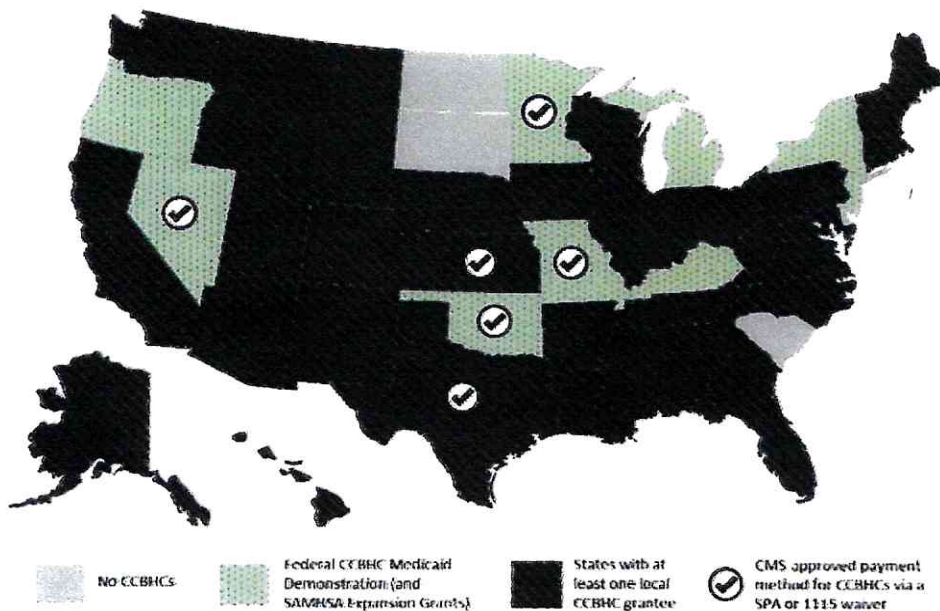 No CCBHCs
Federal CCBHC Medicaid
Demonstration (and
SAMHSA Expansion Grants)
States with at
least one local
CCBHC grantee
CMS approved payment
method for CCBHCs via a
SPA or 1115 waiver